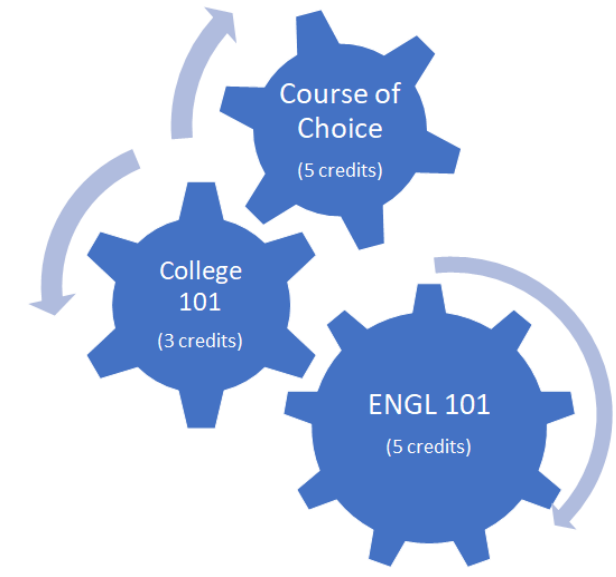 Course of
Choice
(5 credits)
College
101
(3 credits)
ENGL 101
(5 credits)